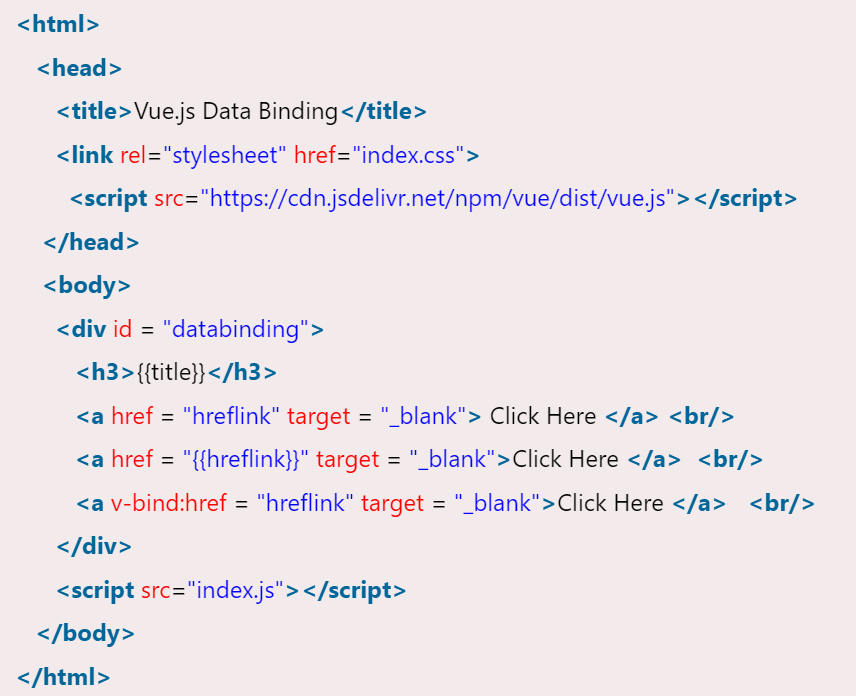 <html>
<head>
<title>Vue.js Data Binding</title>
<link rel="stylesheet" href="index.css">
<script src="https://cdn.jsdelivr.net/npm/vue/dist/vue.js"></script>
</head>
<body>
<div id = "databinding">
<h3>{{title}}</h3>
<a href = "hreflink" target = "_blank"> Click Here </a> <br/>
<a href = "{{hreflink}}" target = "_blank">Click Here </a> <br/>
<a v-bind:href = "hreflink" target = "_blank">Click Here </a> <br/>
</div>
<script src="index.js"></script>
</body>
</html>